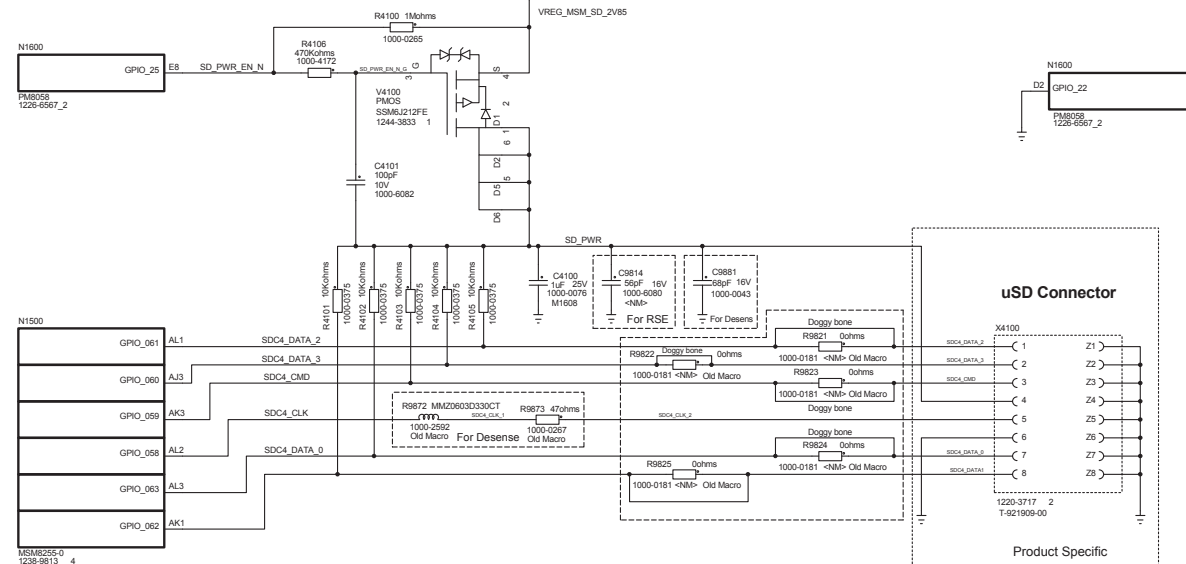 VREG_MSM_SD_2V85
R4100 1Mohms
1000-0265
N1600
GPIO_25
E8
SD_PWR_EN_N
PM8058
1226-6567_2
R4106
470Kohms
1000-4172
SD_PWR_EN_N_G
3
G
S
4
V4100
PMOS
SSM6J212FE
1244-3833 1
2
D1
1
6
D2
5
D5
D6
N1600
D2
GPIO_22
PM8058
1226-6567_2
C4101
100pF
10V
1000-6082
SD_PWR
R4101 10Kohms
1000-0375
R4102 10Kohms
1000-0375
R4103 10Kohms
1000-0375
R4104 10Kohms
1000-0375
R4105 10Kohms
1000-0375
C4100
1uF 25V
1000-0076
M1608
C9814
56pF 16V
1000-6080
<NM>
For RSE
C9881
68pF 16V
1000-0043
For Desens
uSD Connector
N1500
GPIO_061
AL1
SDC4_DATA_2
GPIO_060
AJ3
SDC4_DATA_3
GPIO_059
AK3
SDC4_CMD
GPIO_058
AL2
SDC4_CLK
GPIO_063
AL3
SDC4_DATA_0
GPIO_062
AK1
MSM8255-0
1238-9813 4
R9872 MMZ0603D330CT
1000-2592
Old Macro
SDC4_CLK_1
For Desense
R9873 47ohms
1000-0267
Old Macro
SDC4_CLK_2
Doggy bone
R9821 0ohms
1000-0181 <NM> Old Macro
Doggy bone
R9822 0ohms
1000-0181 <NM> Old Macro
R9823 0ohms
1000-0181 <NM> Old Macro
Doggy bone
Doggy bone
R9824 0ohms
1000-0181 <NM> Old Macro
R9825 0ohms
1000-0181 <NM> Old Macro
X4100
SDC4_DATA_2
1 Z1
SDC4_DATA_3
2 Z2
SDC4_CMD
3 Z3
4 Z4
5 Z5
6 Z6
SDC4_DATA_0
7 Z7
SDC4_DATA1
8 Z8
1220-3717 2
T-921909-00
Product Specific